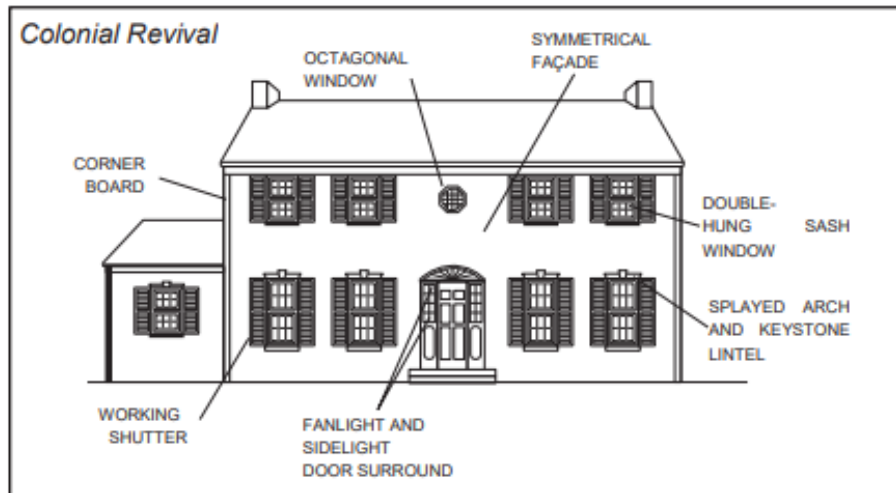 Colonial Revival
OCTAGONAL
WINDOW
SYMMETRICAL
FAÇADE
CORNER
BOARD
DOUBLE-
HUNG SASH
WINDOW
SPLAYED ARCH
AND KEYSTONE
LINTEL
WORKING
SHUTTER
FANLIGHT AND
SIDELIGHT
DOOR SURROUND